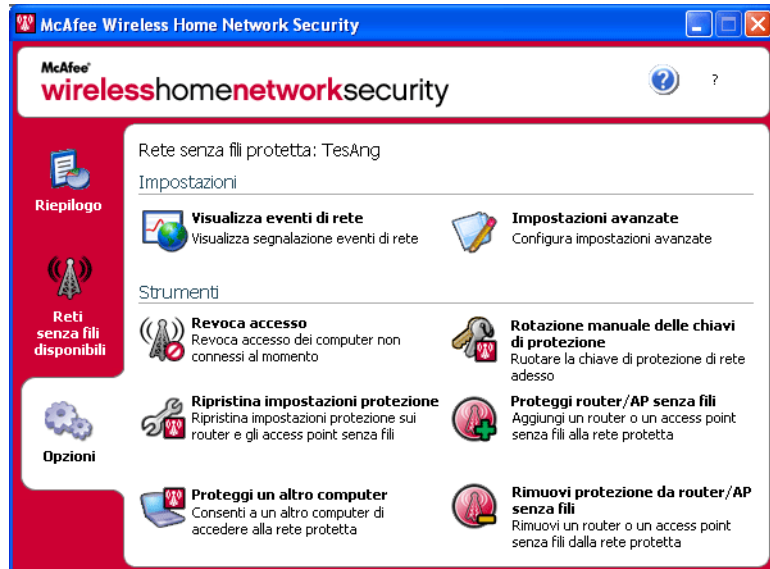 McAfee Wireless Home Network Security
McAfee
wirelesshomenetworksecurity
?
?
Riepilogo
Reti
senza fili
disponibili
Opzioni
Rete senza fili protetta: TesAng
Impostazioni
Visualizza eventi di rete
Visualizza segnalazione eventi di rete
Impostazioni avanzate
Configura impostazioni avanzate
Strumenti
Revoca accesso
Revoca accesso dei computer non
connessi al momento
Rotazione manuale delle chiavi
di protezione
Ruotare la chiave di protezione di rete
adesso
Ripristina impostazioni protezione
Ripristina impostazioni protezione sui
router e gli access point senza fili
Proteggi router/AP senza fili
Aggiungi un router o un access point
senza fili alla rete protetta
Proteggi un altro computer
Consenti a un altro computer di
accedere alla rete protetta
Rimuovi protezione da router/AP
senza fili
Rimuovi un router o un access point
senza fili dalla rete protetta